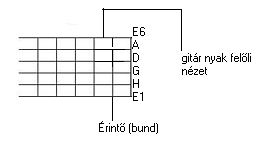 E6
A
D
G
H
E1
gitár nyak felőli
nézet
Érintő (bund)